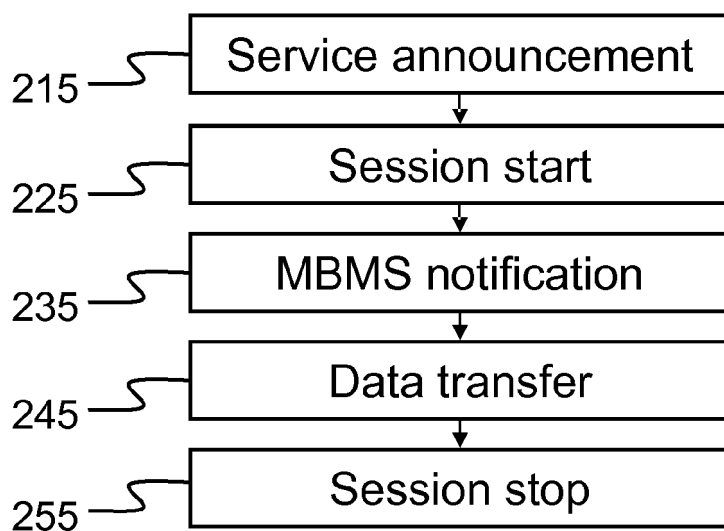 Service announcement
215
Session start
225
MBMS notification
235
Data transfer
245
Session stop
255